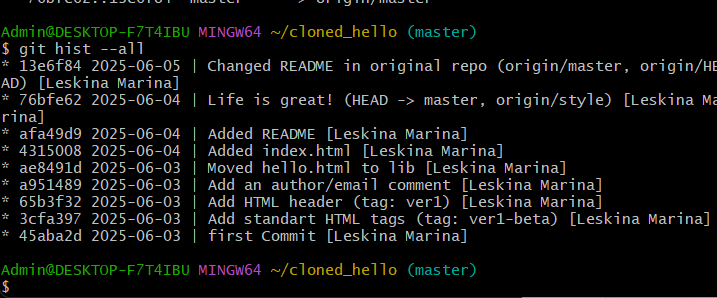 76bfe62..13e6f84  master     -> origin/master
Admin@DESKTOP-F7T4IBU MINGW64 ~/cloned_hello (master)
$ git hist --all
* 13e6f84 2025-06-05 | Changed README in original repo (origin/master, origin/HE
AD) [Leskina Marina]
* 76bfe62 2025-06-04 | Life is great! (HEAD -> master, origin/style) [Leskina Ma
rina]
* afa49d9 2025-06-04 | Added README [Leskina Marina]
* 4315008 2025-06-04 | Added index.html [Leskina Marina]
* ae8491d 2025-06-03 | Moved hello.html to lib [Leskina Marina]
* a951489 2025-06-03 | Add an author/email comment [Leskina Marina]
* 65b3f32 2025-06-03 | Add HTML header (tag: ver1) [Leskina Marina]
* 3cfa397 2025-06-03 | Add standart HTML tags (tag: ver1-beta) [Leskina Marina]
* 45aba2d 2025-06-03 | first Commit [Leskina Marina]
Admin@DESKTOP-F7T4IBU MINGW64 ~/cloned_hello (master)
$